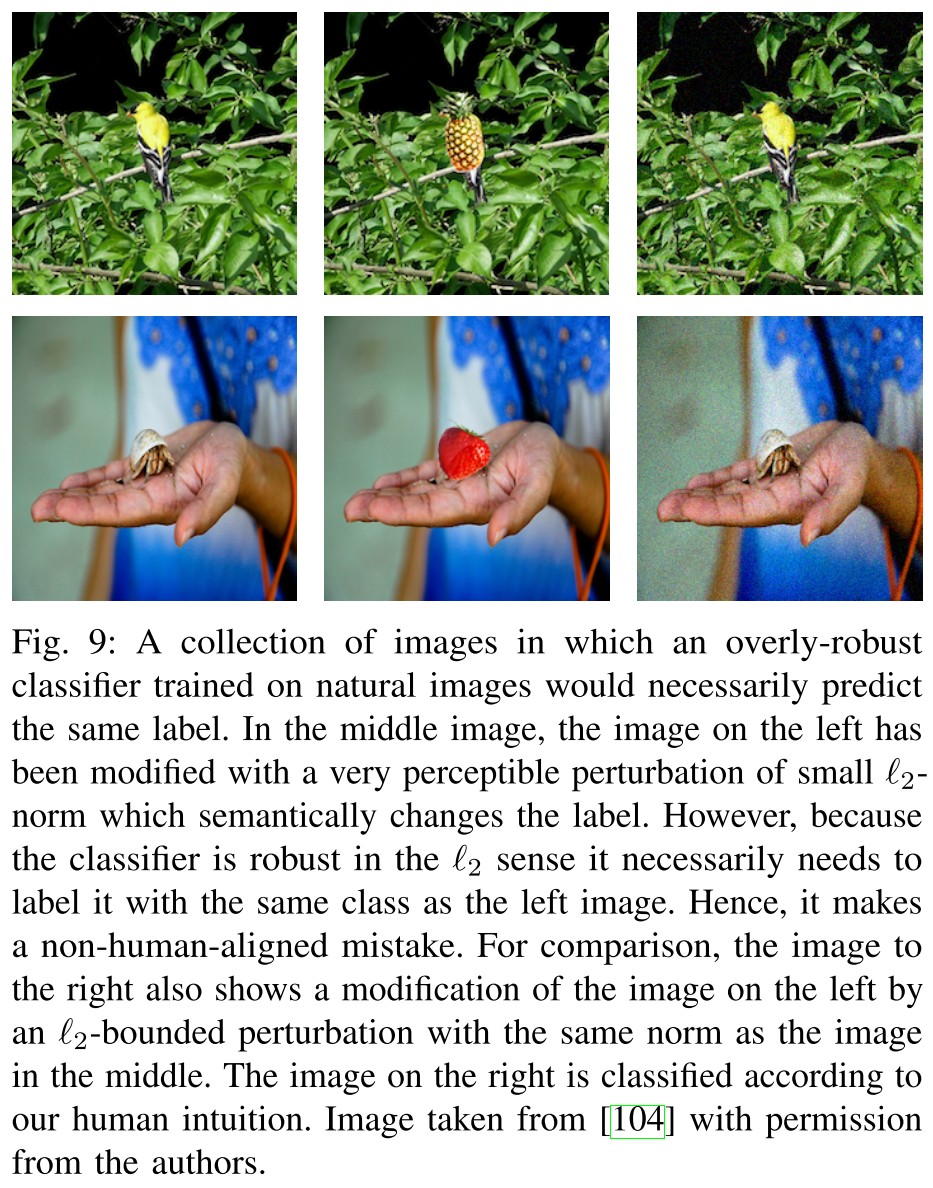 Fig. 9: A collection of images in which an overly-robust
classifier trained on natural images would necessarily predict
the same label. In the middle image, the image on the left has
been modified with a very perceptible perturbation of small ℓ₂-
norm which semantically changes the label. However, because
the classifier is robust in the ℓ₂ sense it necessarily needs to
label it with the same class as the left image. Hence, it makes
a non-human-aligned mistake. For comparison, the image to
the right also shows a modification of the image on the left by
an ℓ₂-bounded perturbation with the same norm as the image
in the middle. The image on the right is classified according to
our human intuition. Image taken from [104] with permission
from the authors.